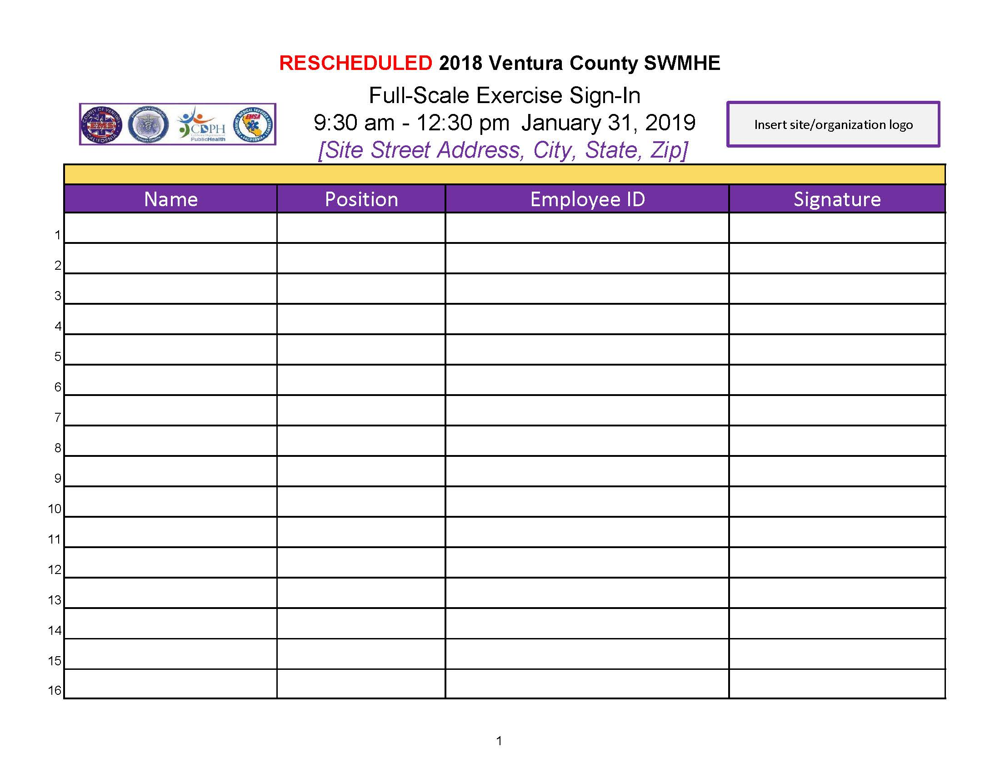 RESCHEDULED 2018 Ventura County SWMHE
Full-Scale Exercise Sign-In
9:30 am - 12:30 pm January 31, 2019
[Site Street Address, City, State, Zip]
COUNTY OF VENTURA
EMS
CALIFORNIA
Health Care Coalition
Ventura County
CDPH
California Department of
PublicHealth
EMERGENCY MEDICAL SERVICES AUTHORITY
EMSA
CALIFORNIA
Insert site/organization logo
Name Position Employee ID Signature
1
2
3
4
5
6
7
8
9
10
11
12
13
14
15
16
1